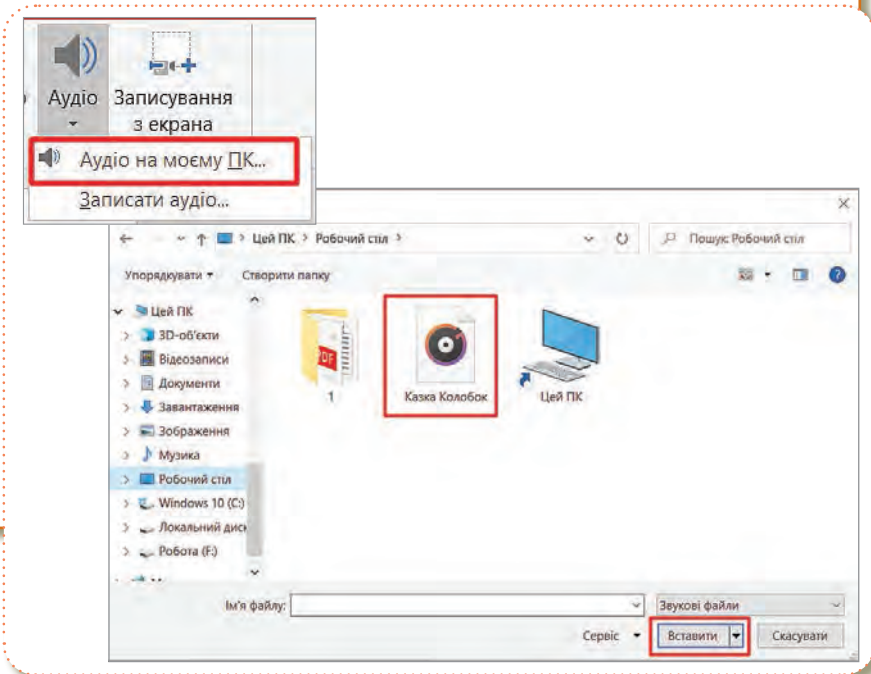 Аудіо
Записування
з екрана
Аудіо на моєму ПК...
Записати аудіо...
Цей ПК > Робочий стіл >
Пошук: Робочий стіл
Упорядкувати
Створити папку
Цей ПК
3D-об'єкти
Відеозаписи
Документи
Завантаження
Зображення
Музика
Робочий стіл
Windows 10 (C:)
Локальний диск
Робота (F:)
PDF
1
Казка Колобок
Цей ПК
Ім'я файлу:
Звукові файли
Сервіс
Вставити
Скасувати